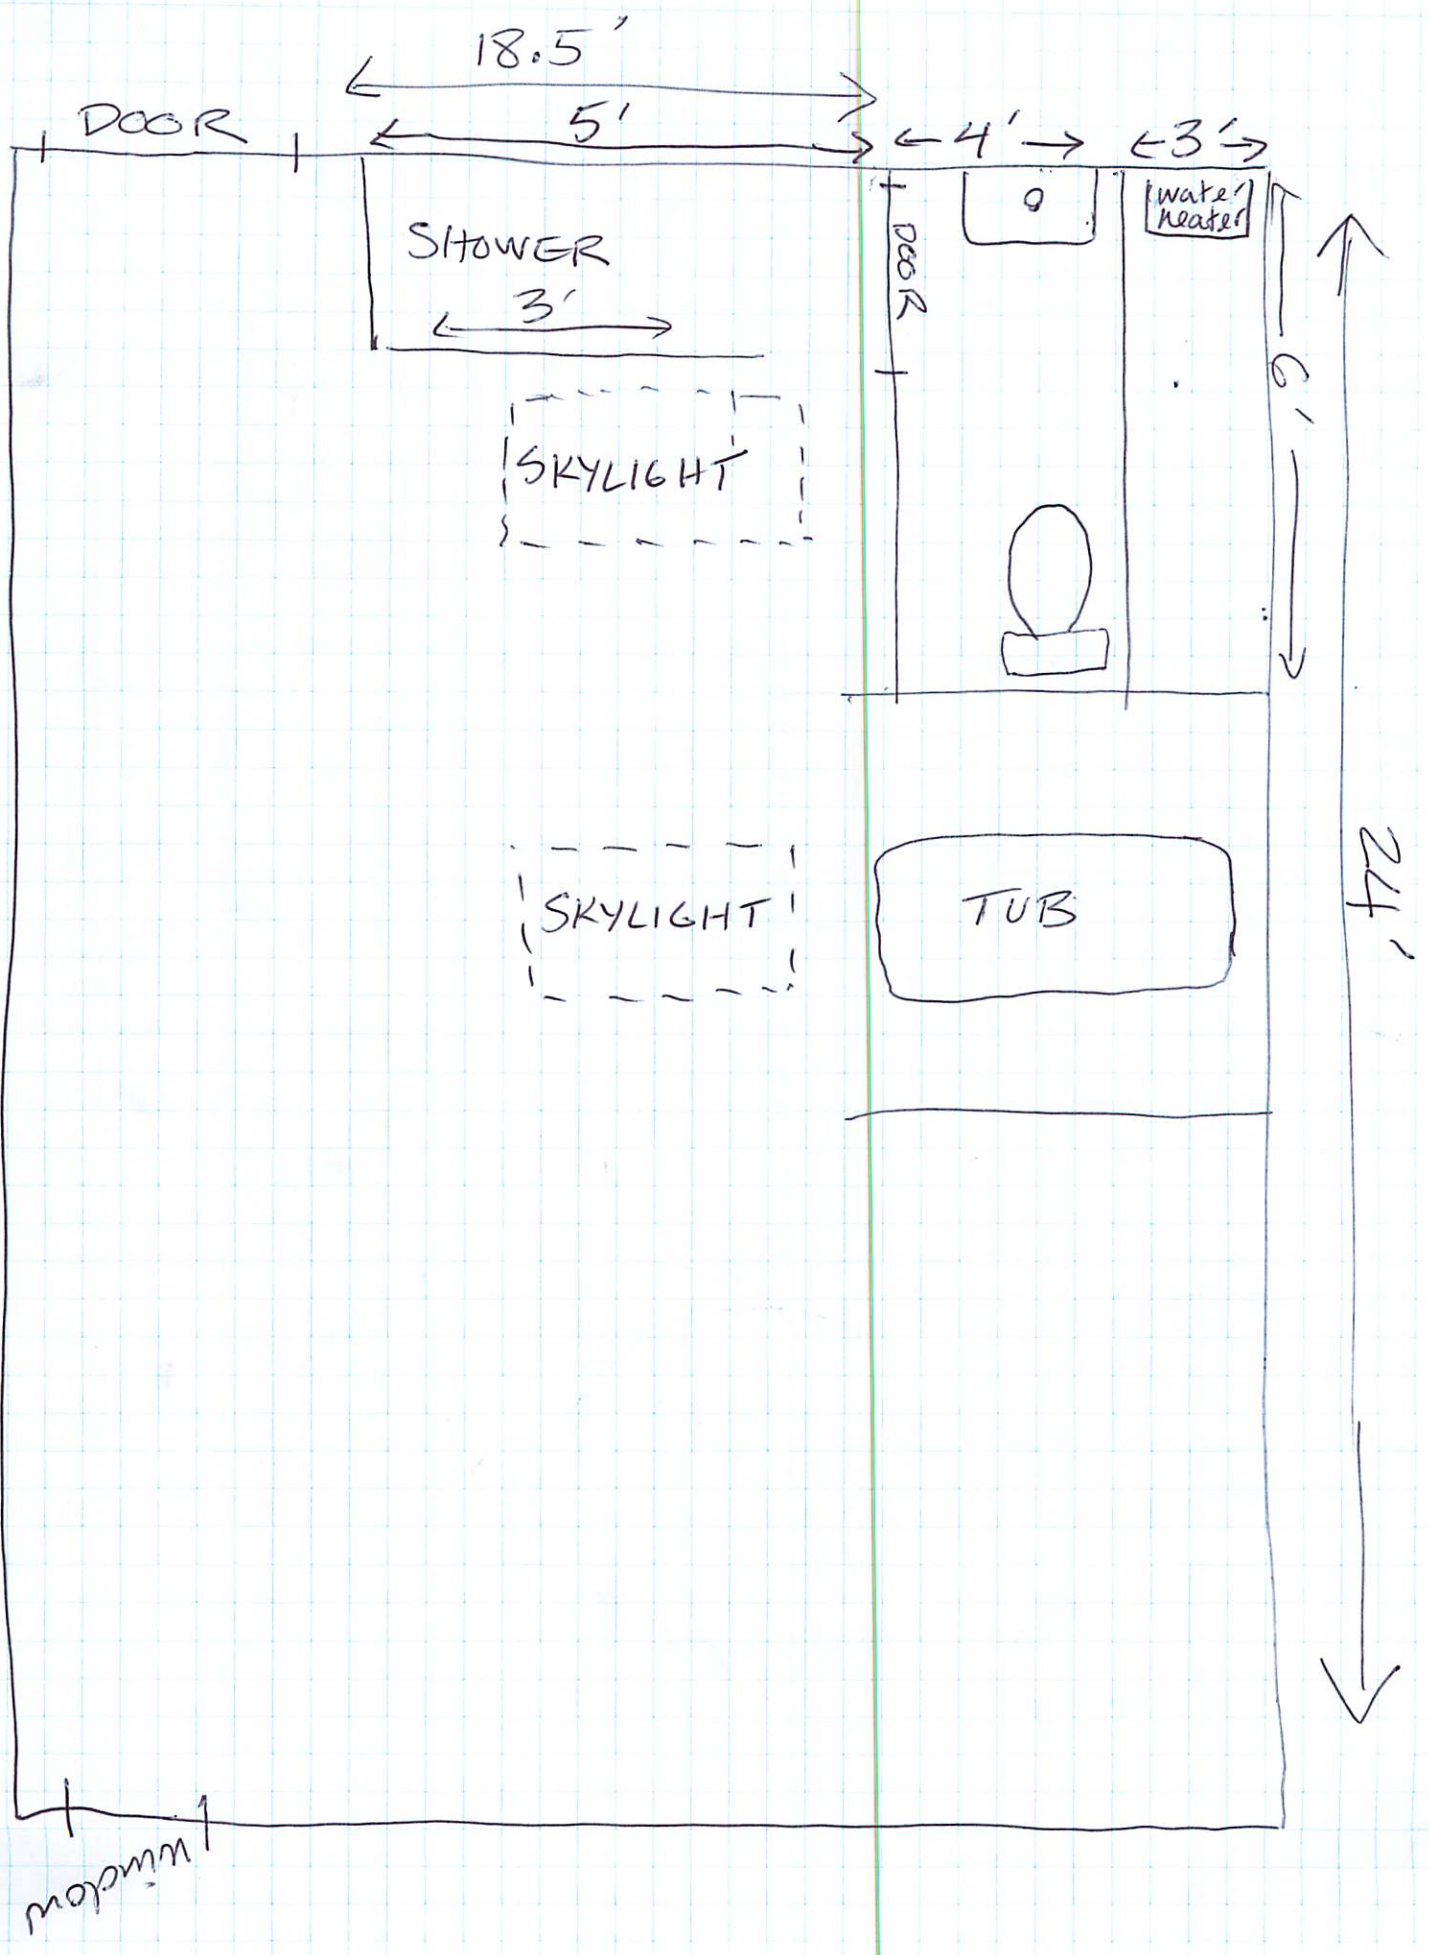 18.5'
DOOR
5'
4'
3'
SHOWER
3'
DOOR
water
heater
6'
SKYLIGHT
SKYLIGHT
TUB
24'
window